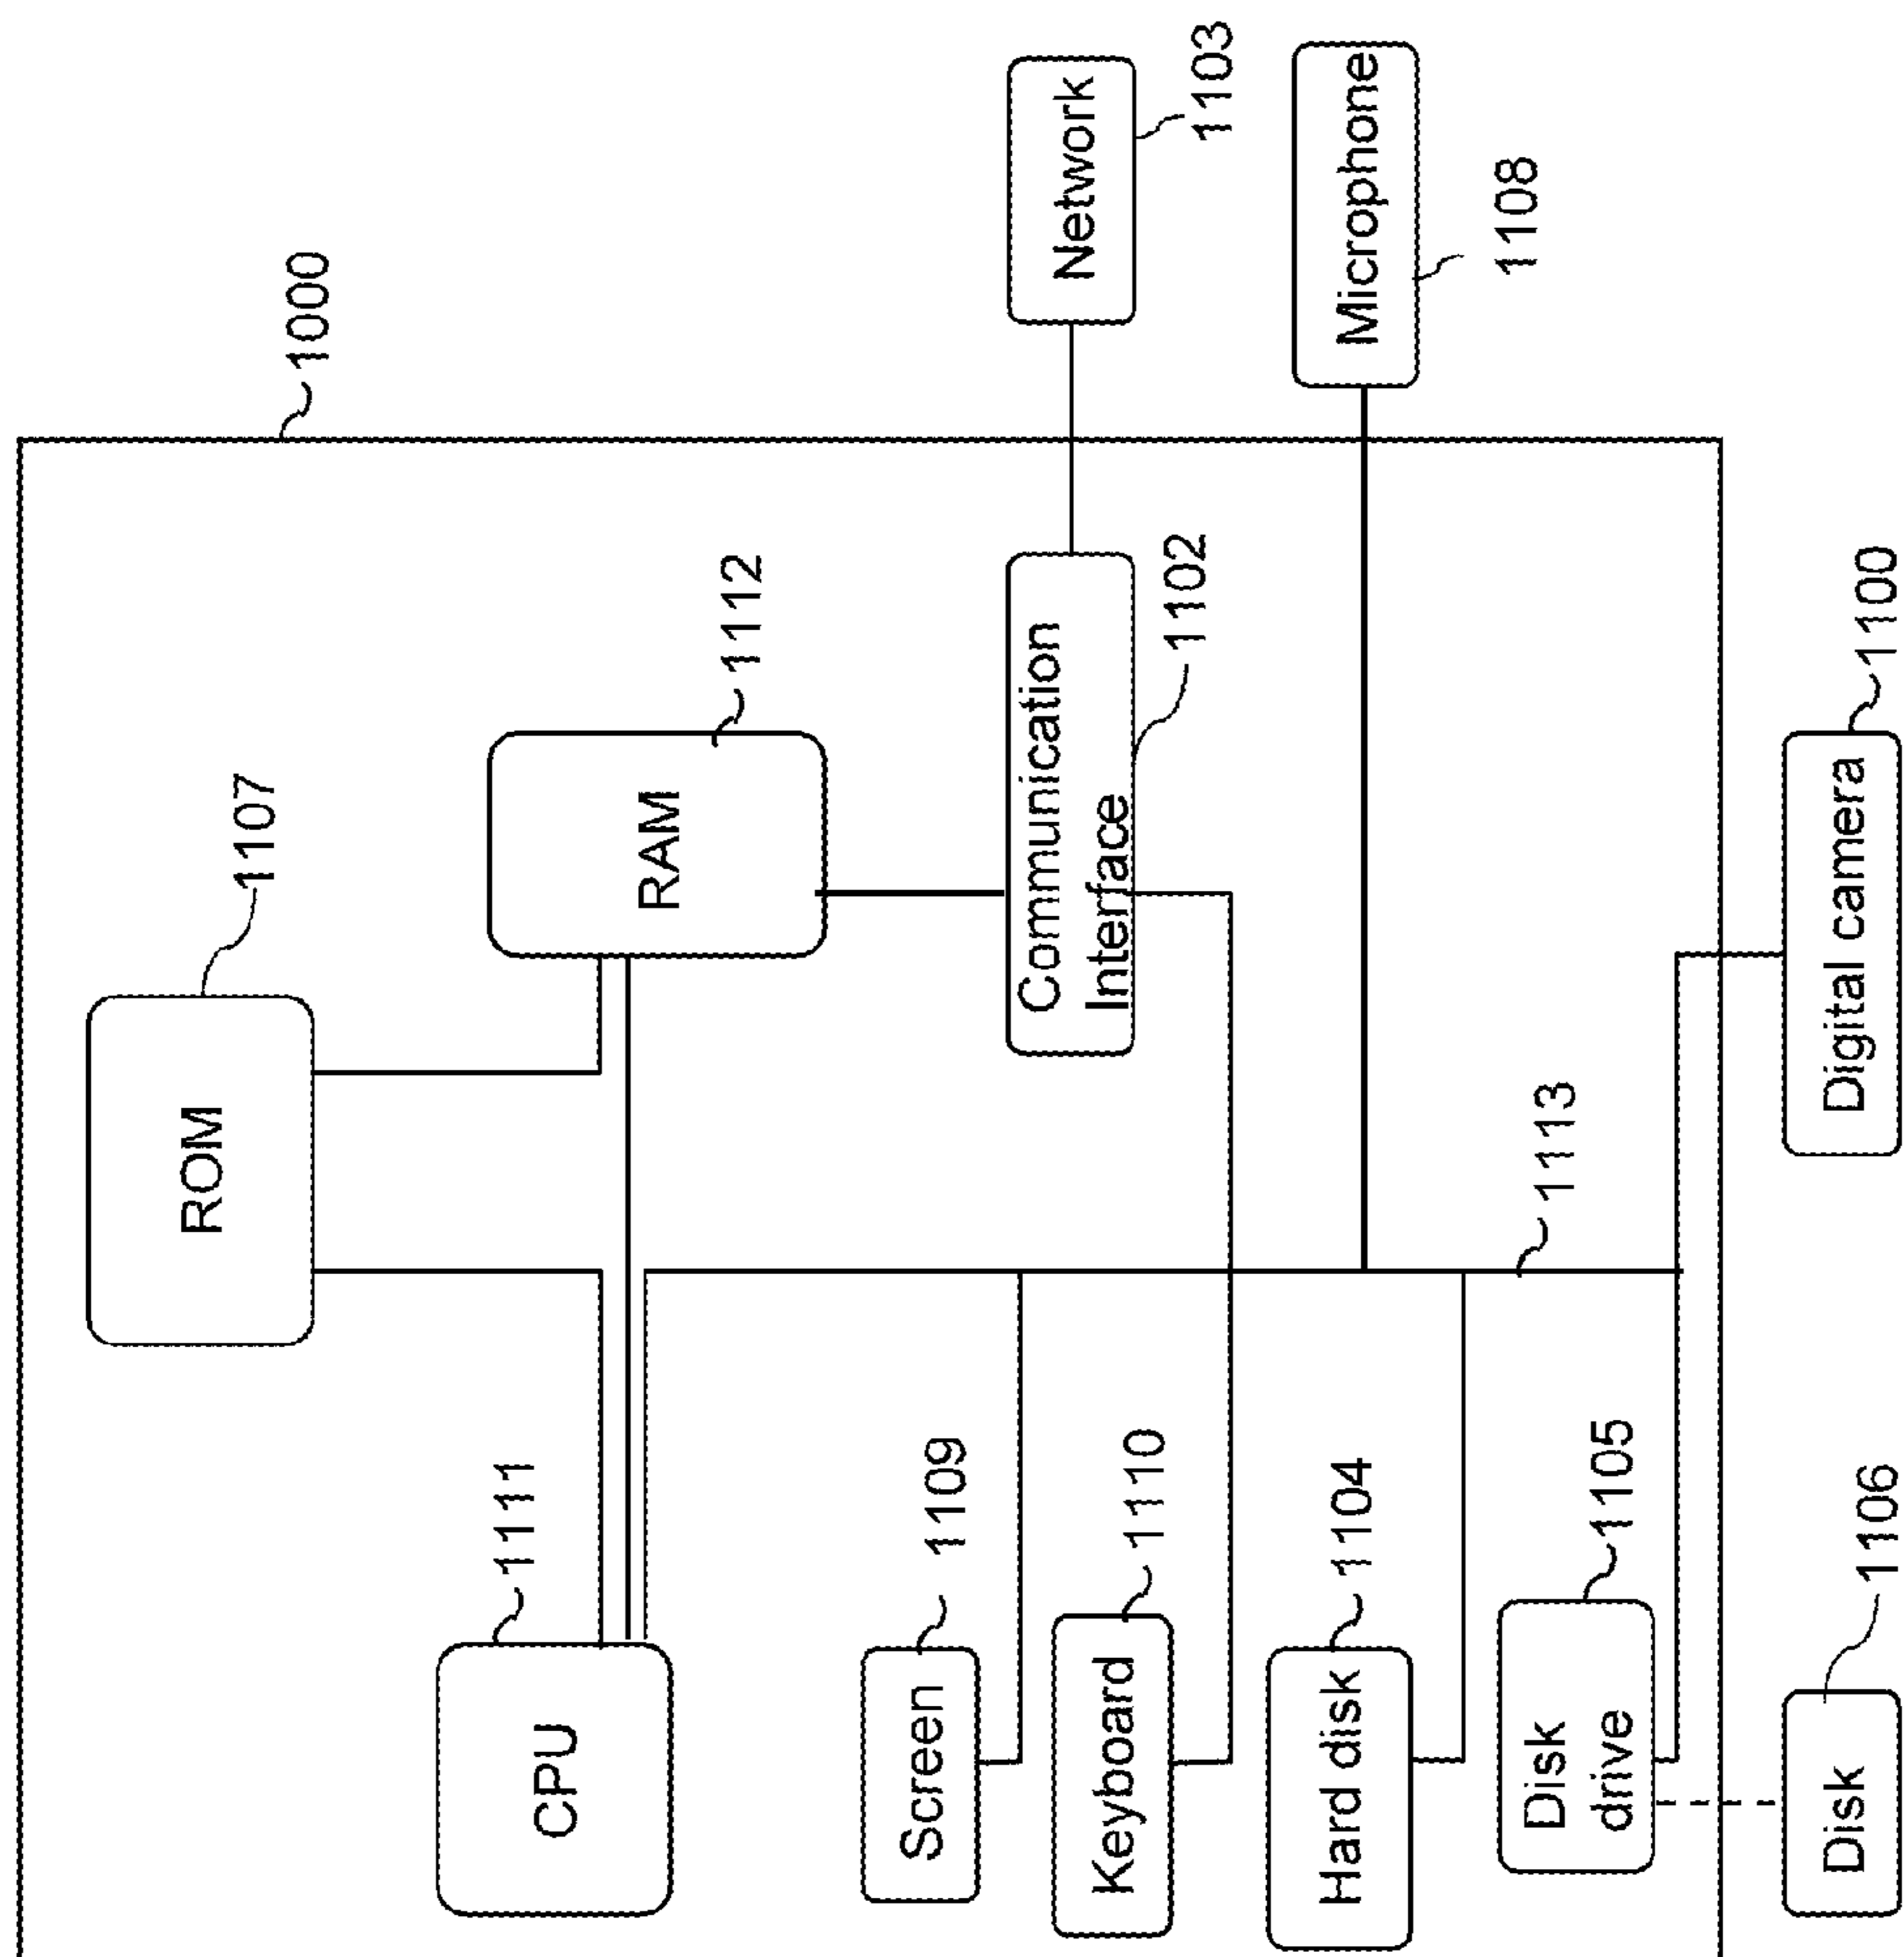 1000
ROM
1107
CPU
1111
RAM
1112
Screen
1109
Communication
Interface
1102
Network
1103
Keyboard
1110
Hard disk
1104
Microphone
1108
Disk
drive
1105
1113
Disk
1106
Digital camera
1100